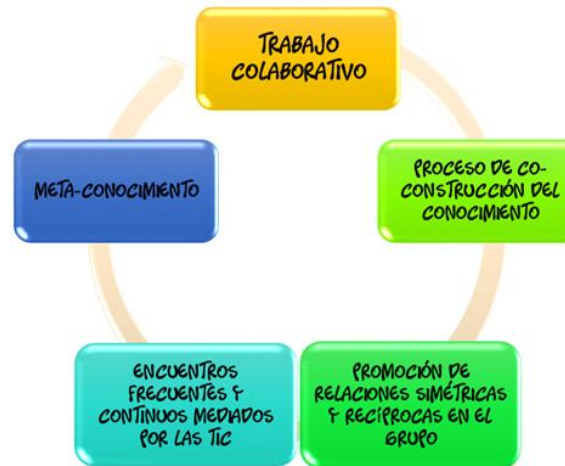 TRABAJO
COLABORATIVO
PROCESO DE CO-
CONSTRUCCIÓN DEL
CONOCIMIENTO
PROMOCIÓN DE
RELACIONES SIMÉTRICAS
Y RECÍPROCAS EN EL
GRUPO
ENCUENTROS
FRECUENTES Y
CONTINUOS MEDIADOS
POR LAS TIC
META-CONOCIMIENTO